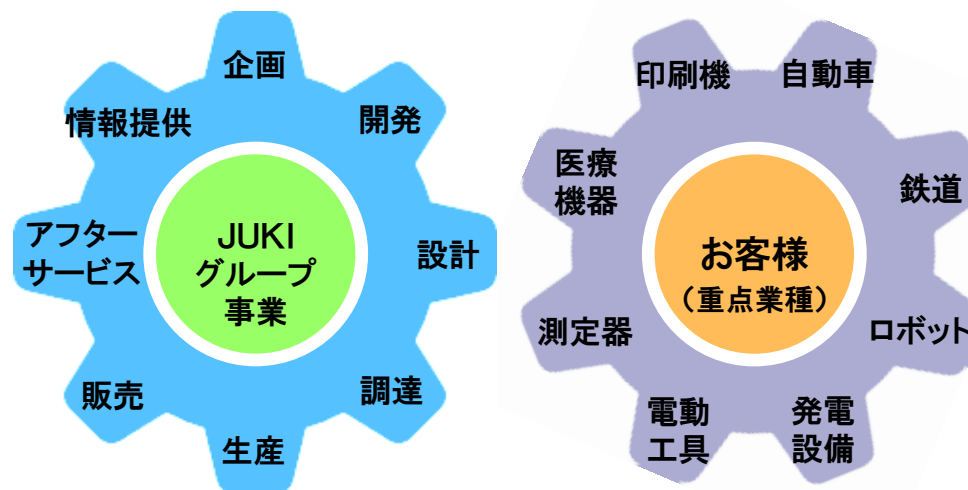 企画
開発
設計
調達
生産
販売
アフター
サービス
情報提供
JUKI
グループ
事業
印刷機
自動車
鉄道
ロボット
発電
設備
電動
工具
測定器
医療
機器
お客様
（重点業種）